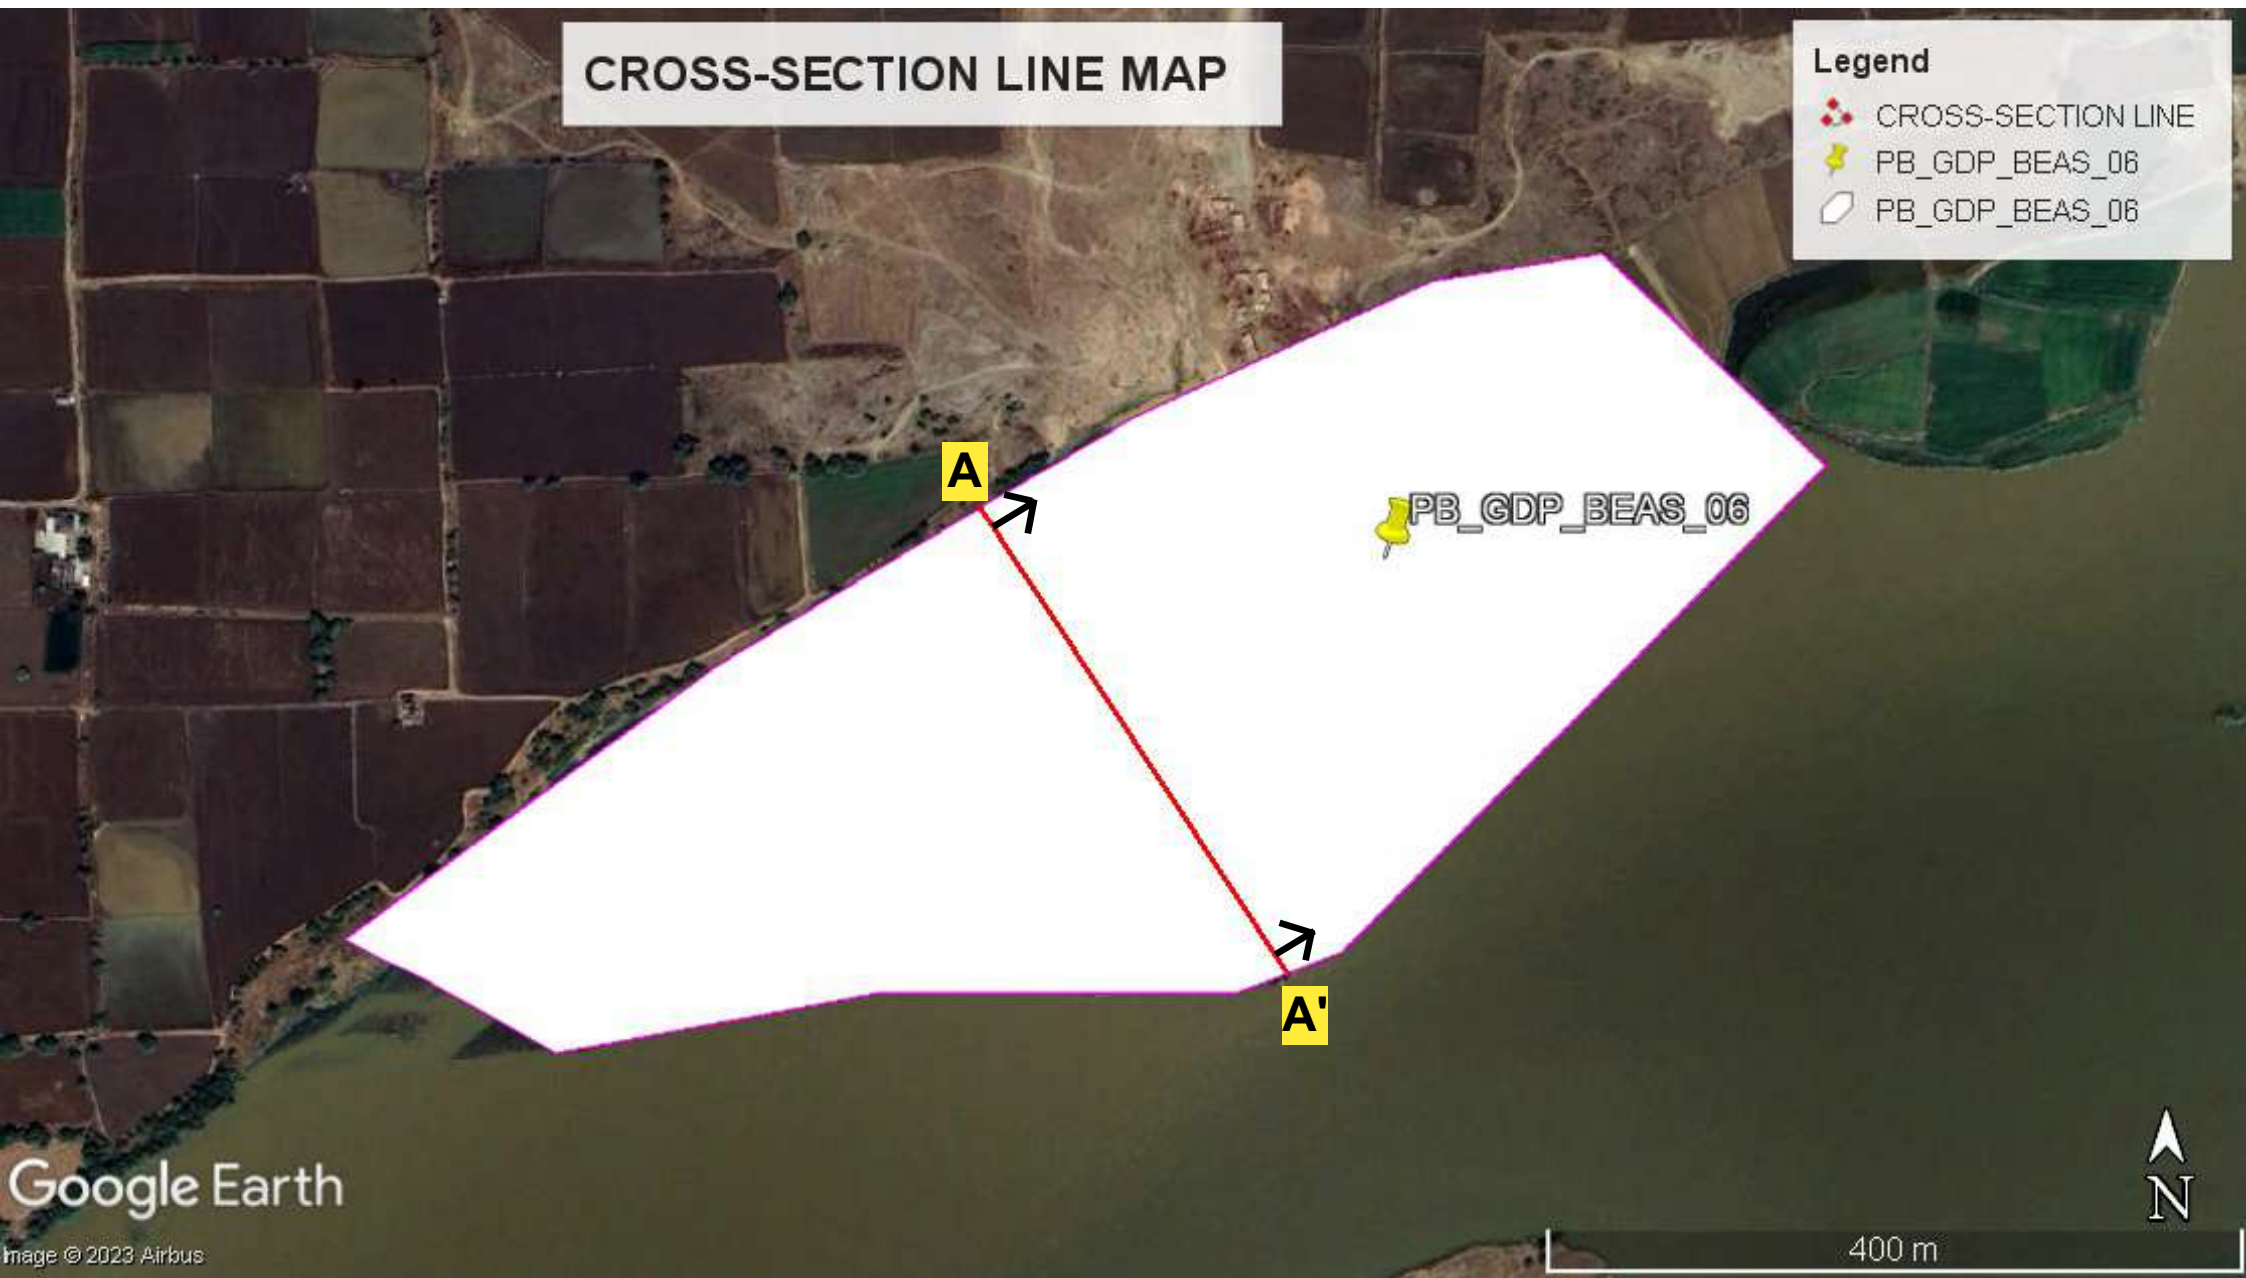 CROSS-SECTION LINE MAP
Legend
CROSS-SECTION LINE
PB_GDP_BEAS_06
PB_GDP_BEAS_06
A
PB_GDP_BEAS_06
A'
N
Google Earth
Image © 2023 Airbus
400 m